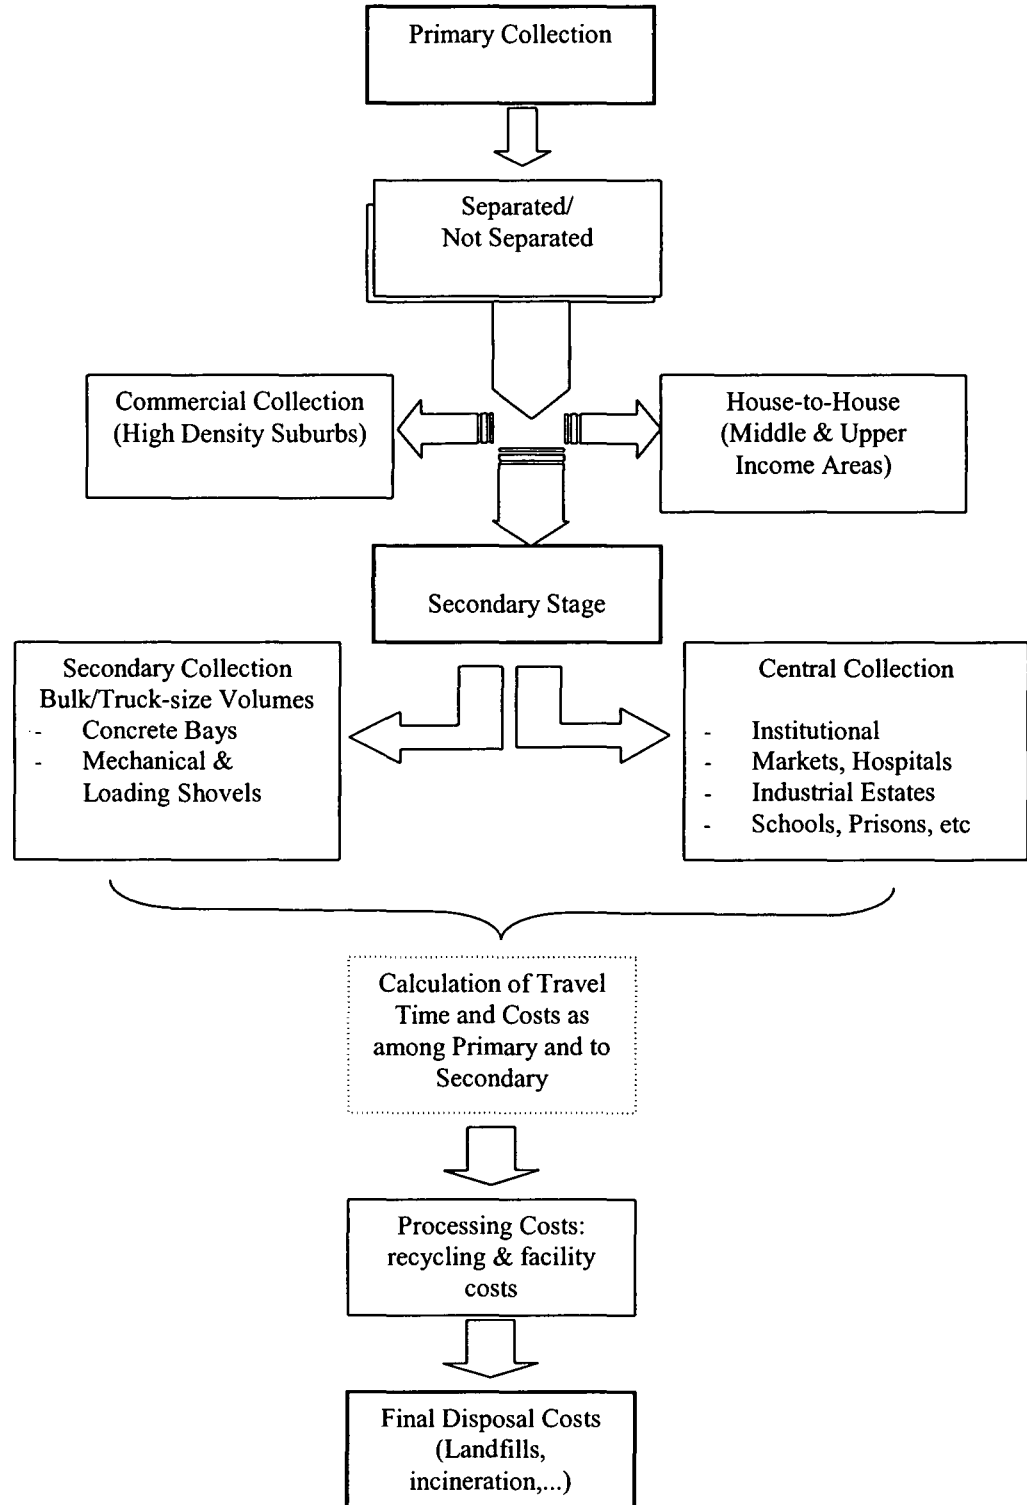 Primary Collection
Separated/
Not Separated
Commercial Collection
(High Density Suburbs)
House-to-House
(Middle & Upper
Income Areas)
Secondary Stage
Secondary Collection
Bulk/Truck-size Volumes
- Concrete Bays
- Mechanical &
Loading Shovels
Central Collection
- Institutional
- Markets, Hospitals
- Industrial Estates
- Schools, Prisons, etc
Calculation of Travel
Time and Costs as
among Primary and to
Secondary
Processing Costs:
recycling & facility
costs
Final Disposal Costs
(Landfills,
incineration,...)